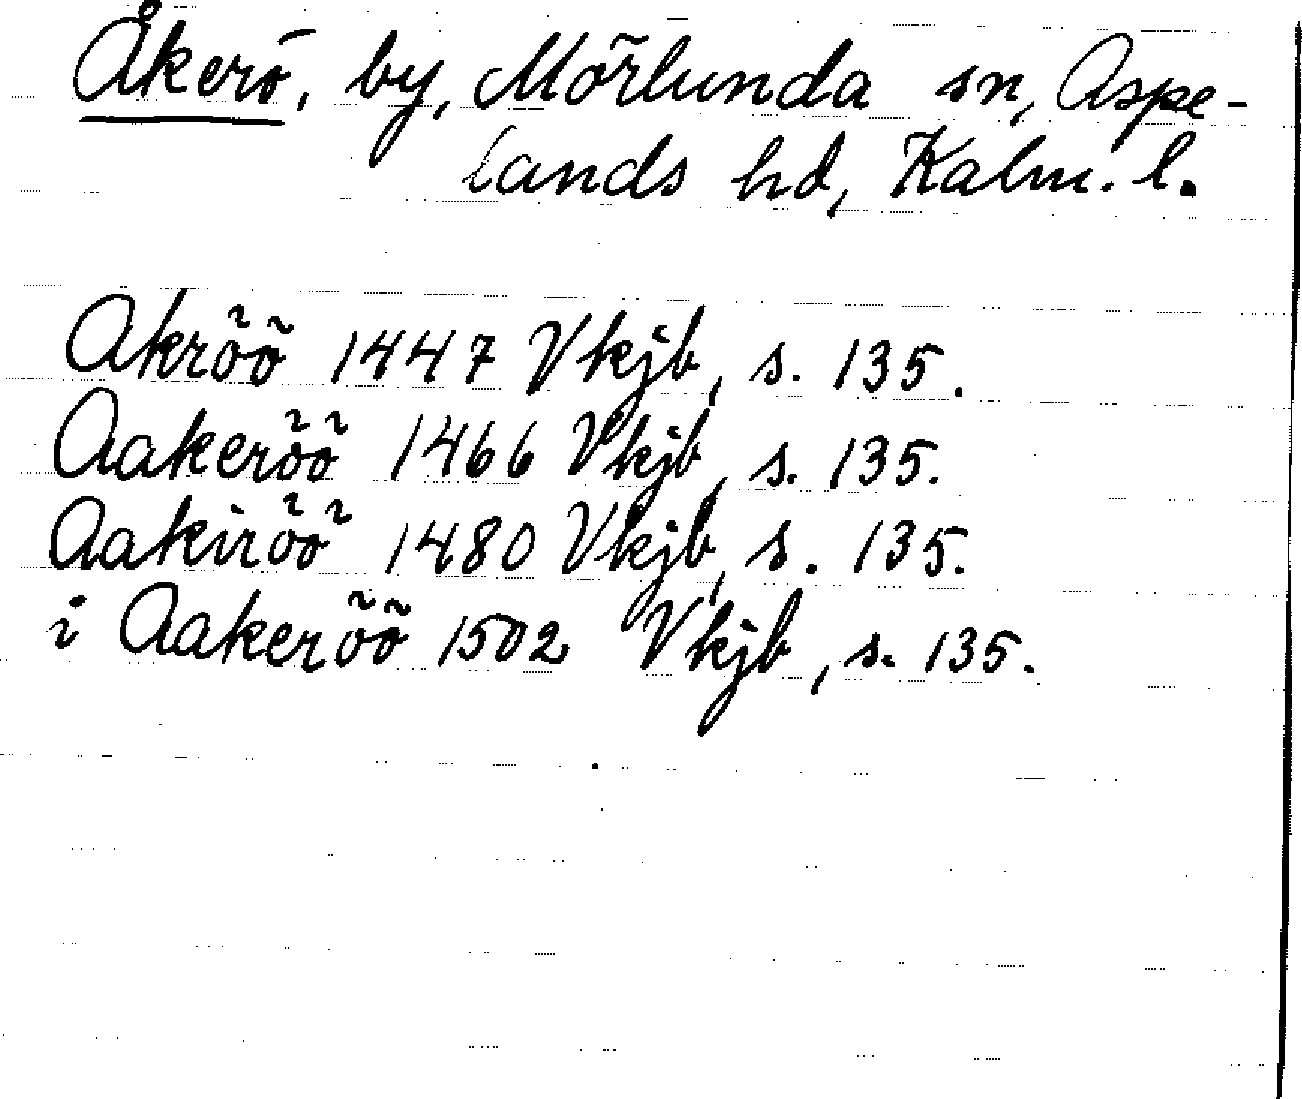 Åkerö, by, Mörlunda sn, Aspe-
lands hd, Kalm. l.
Akröö 1447 Vkjb, s. 135.
Aakeröö 1466 Vkjb, s. 135.
Aakiröö 1480 Vkjb, s. 135.
i Aakeröö 1502 Vkjb, s. 135.